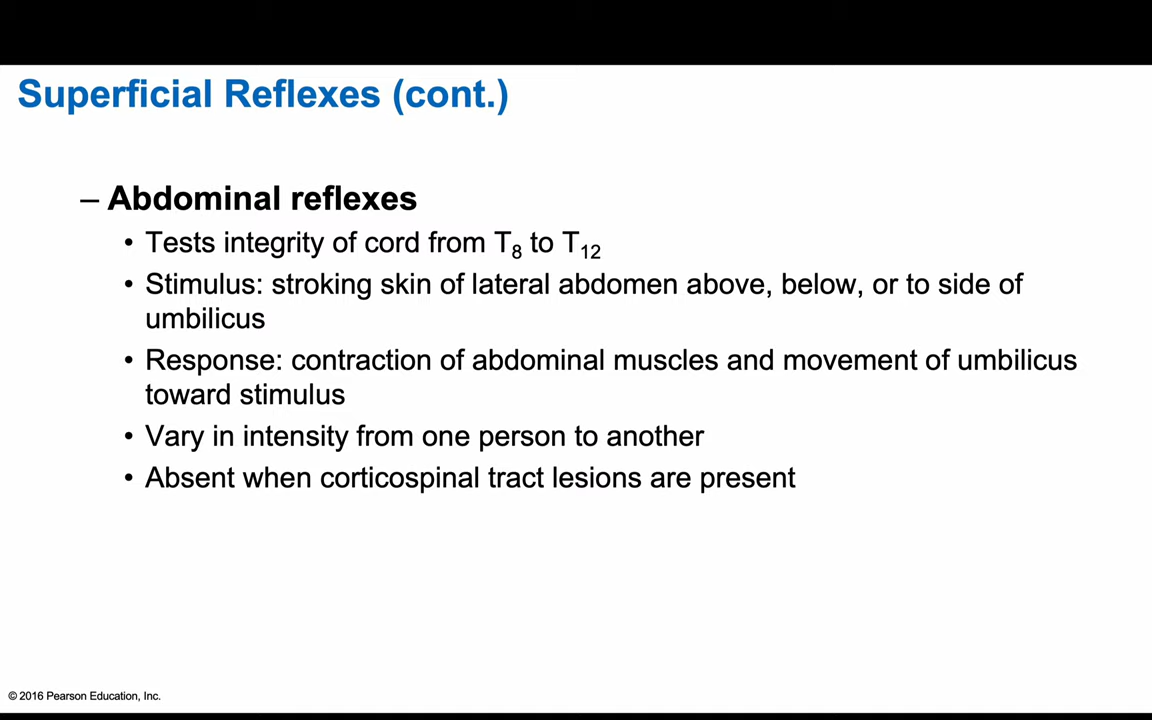 Superficial Reflexes (cont.)
– Abdominal reflexes
• Tests integrity of cord from T8 to T12
• Stimulus: stroking skin of lateral abdomen above, below, or to side of
umbilicus
• Response: contraction of abdominal muscles and movement of umbilicus
toward stimulus
• Vary in intensity from one person to another
• Absent when corticospinal tract lesions are present
© 2016 Pearson Education, Inc.